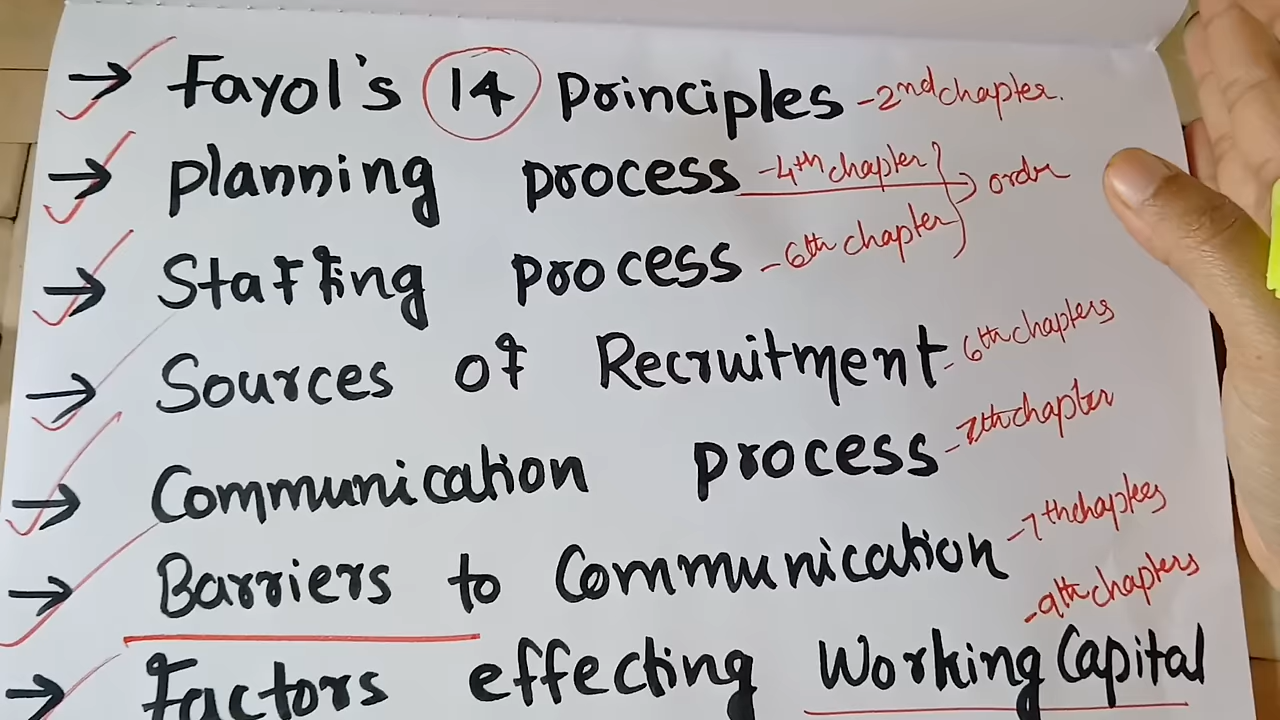 → Fayol's 14 Principles - 2nd chapter.
→ Planning process - 4th chapter } order
→ Staffing process - 6th chapter
→ Sources of Recruitment - 6th chapters
→ Communication process - 7th chapter
→ Barriers to Communication - 7th chapters
→ Factors effecting Working Capital - 9th chapters